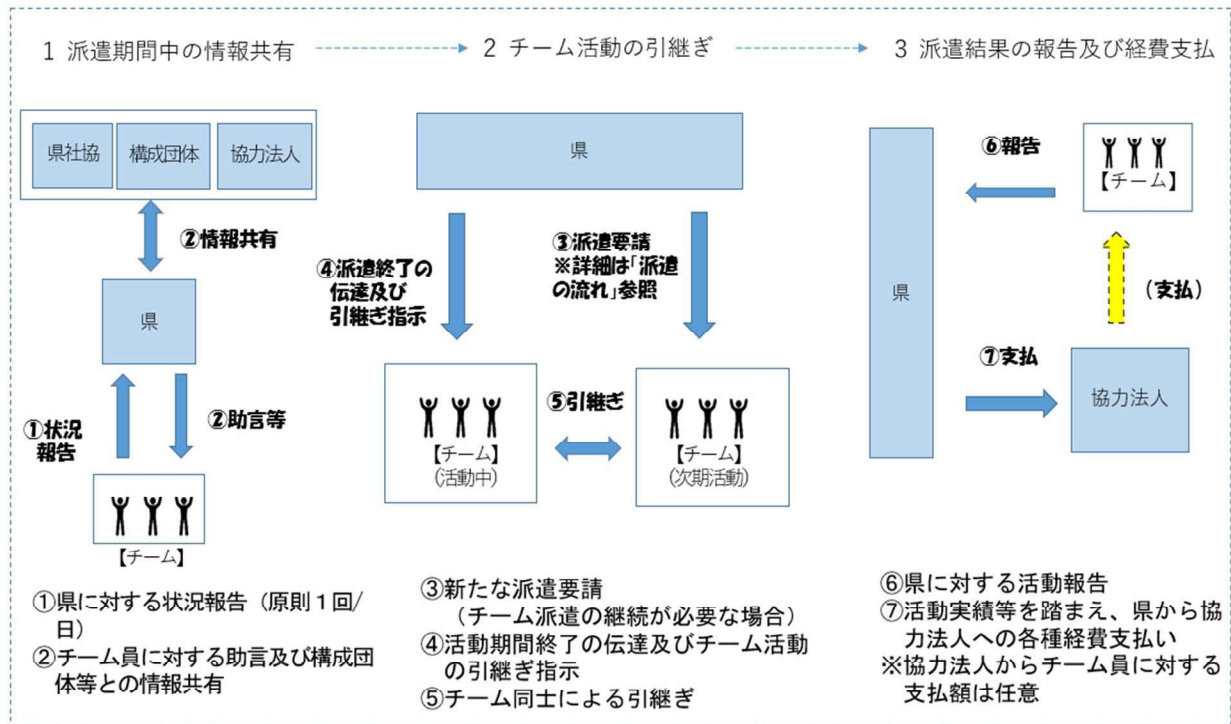 1 派遣期間中の情報共有
2 チーム活動の引継ぎ
3 派遣結果の報告及び経費支払
県社協
構成団体
協力法人
②情報共有
県
①状況
報告
②助言等
【チーム】
①県に対する状況報告（原則１回/
日）
②チーム員に対する助言及び構成団
体等との情報共有
県
④派遣終了の
伝達及び
引継ぎ指示
③派遣要請
※詳細は「派遣
の流れ」参照
【チーム】
(活動中)
⑤引継ぎ
【チーム】
(次期活動)
③新たな派遣要請
（チーム派遣の継続が必要な場合）
④活動期間終了の伝達及びチーム活動
の引継ぎ指示
⑤チーム同士による引継ぎ
県
⑥報告
【チーム】
（支払）
⑦支払
協力法人
⑥県に対する活動報告
⑦活動実績等を踏まえ、県から協
力法人への各種経費支払い
※協力法人からチーム員に対する
支払額は任意